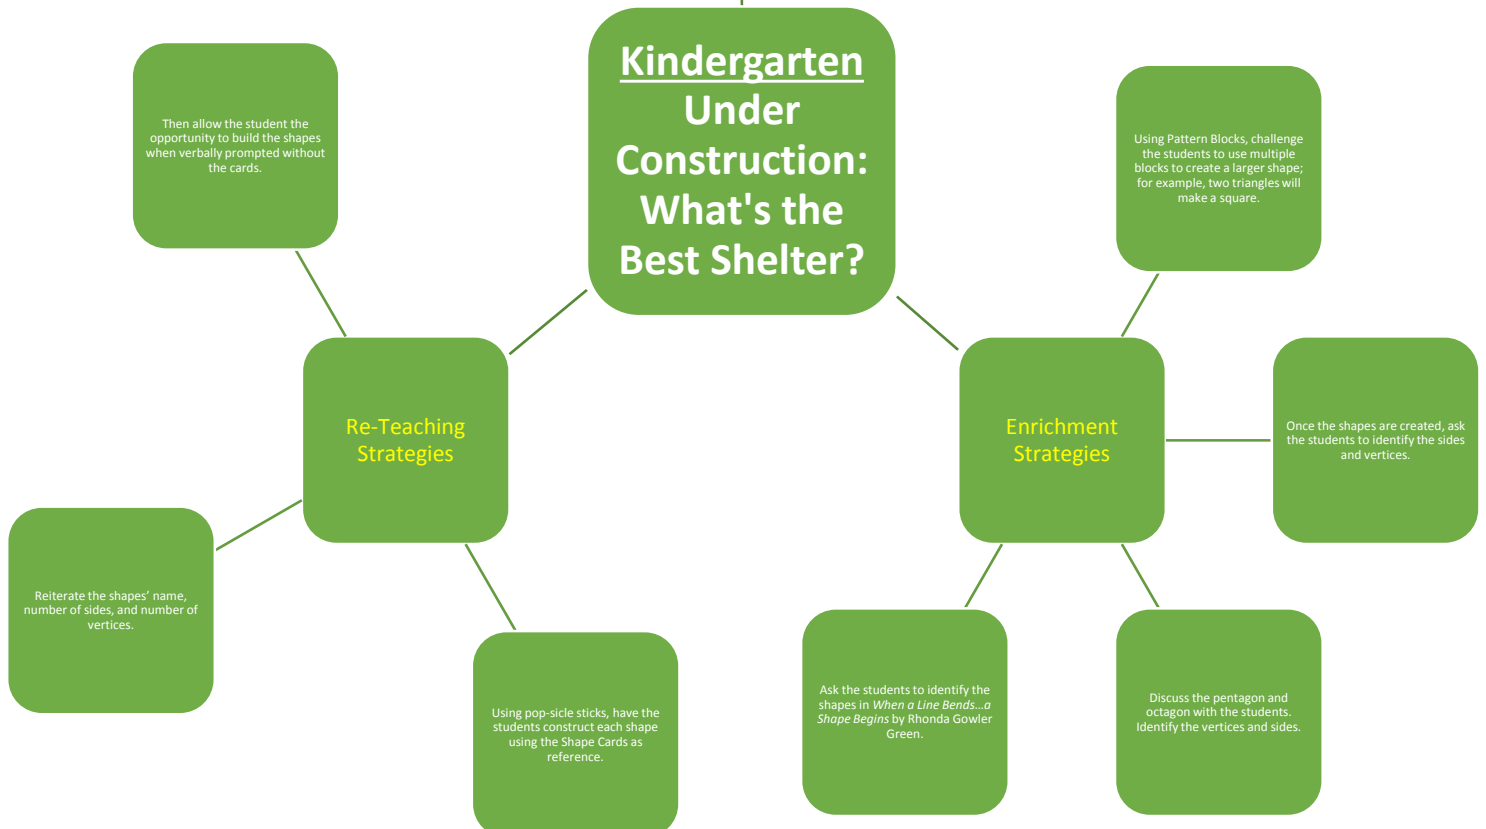 Kindergarten
Under
Construction:
What's the
Best Shelter?
Then allow the student the
opportunity to build the shapes
when verbally prompted without
the cards.
Using Pattern Blocks, challenge
the students to use multiple
blocks to create a larger shape;
for example, two triangles will
make a square.
Re-Teaching
Strategies
Enrichment
Strategies
Once the shapes are created, ask
the students to identify the sides
and vertices.
Reiterate the shapes’ name,
number of sides, and number of
vertices.
Using pop-sicle sticks, have the
students construct each shape
using the Shape Cards as
reference.
Ask the students to identify the
shapes in When a Line Bends...a
Shape Begins by Rhonda Gowler
Green.
Discuss the pentagon and
octagon with the students.
Identify the vertices and sides.